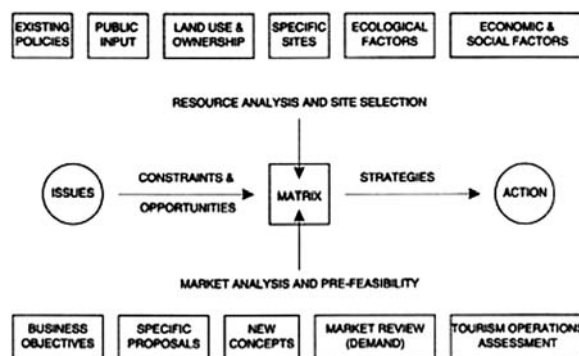 EXISTING POLICIES
PUBLIC INPUT
LAND USE & OWNERSHIP
SPECIFIC SITES
ECOLOGICAL FACTORS
ECONOMIC & SOCIAL FACTORS
RESOURCE ANALYSIS AND SITE SELECTION
ISSUES
CONSTRAINTS &
OPPORTUNITIES
MATRIX
STRATEGIES
ACTION
MARKET ANALYSIS AND PRE-FEASIBILITY
BUSINESS OBJECTIVES
SPECIFIC PROPOSALS
NEW CONCEPTS
MARKET REVIEW (DEMAND)
TOURISM OPERATIONS ASSESSMENT